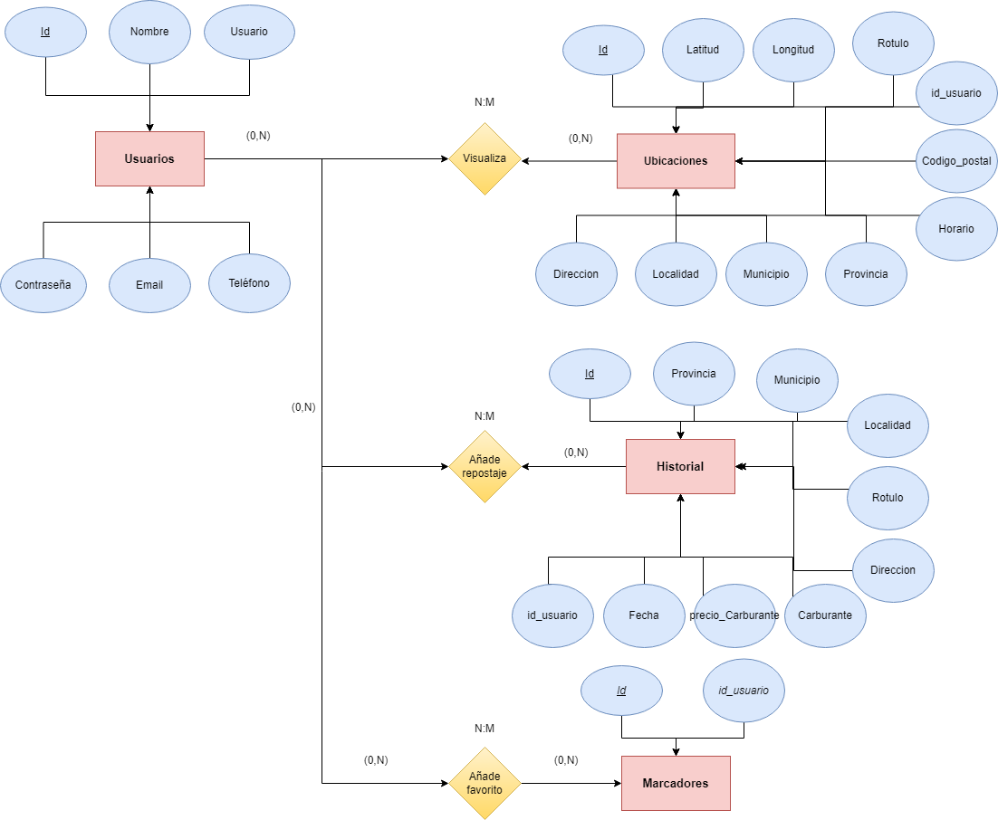 Id
Nombre
Usuario
Id
Latitud
Longitud
Rotulo
id_usuario
N:M
(0,N)
(0,N)
Usuarios
Visualiza
Ubicaciones
Codigo_postal
Horario
Contraseña
Email
Teléfono
Direccion
Localidad
Municipio
Provincia
Id
Provincia
Municipio
(0,N)
N:M
Localidad
(0,N)
Añade
repostaje
Historial
Rotulo
Direccion
id_usuario
Fecha
precio_Carburante
Carburante
Id
id_usuario
N:M
(0,N)
(0,N)
Añade
favorito
Marcadores